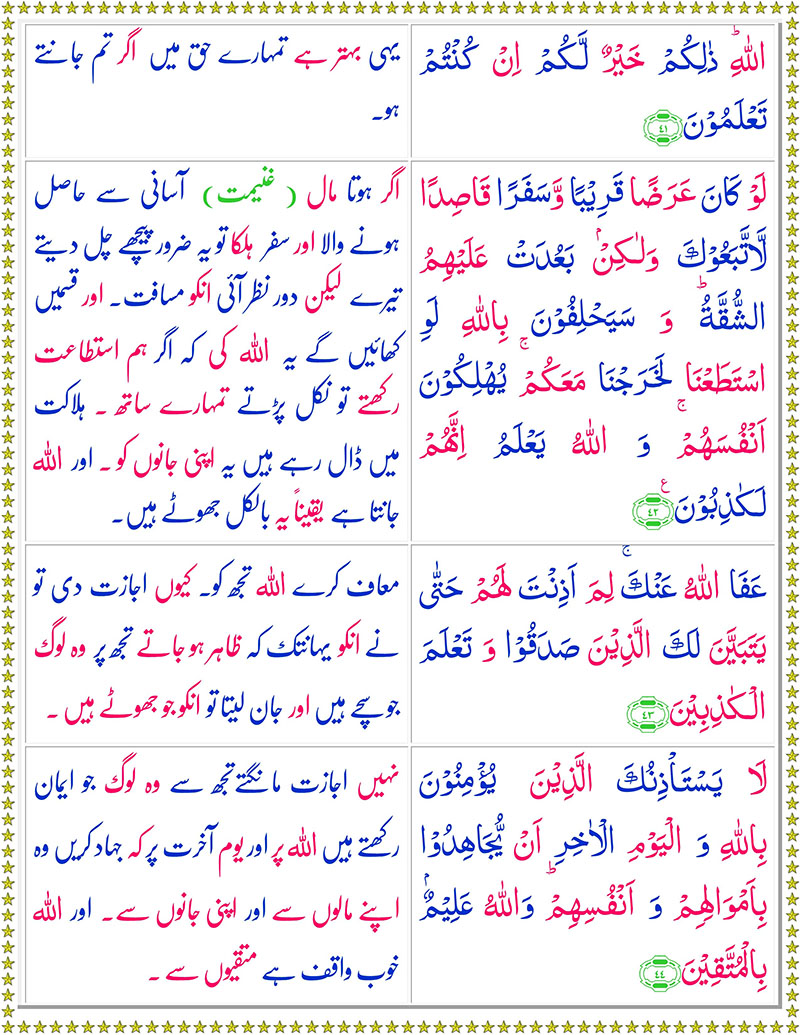 اللّٰهِؕ ذٰلِكُمْ خَيْرٌ لَّكُمْ اِنْ كُنْتُمْ
تَعْلَمُوْنَ ﴿٤١﴾
یہی بہتر ہے تمہارے حق میں اگر تم جانتے
ہو۔
لَوْ كَانَ عَرَضًا قَرِيْبًا وَّسَفَرًا قَاصِدًا
لَّاتَّبَعُوْكَ وَلٰـكِنْۢ بَعُدَتْ عَلَيْهِمُ
الشُّقَّةُ ؕ وَ سَيَحْلِفُوْنَ بِاللّٰهِ لَوِ
اسْتَطَعْنَا لَخَـرَجْنَا مَعَكُمْ ۚ يُهْلِكُوْنَ
اَنْفُسَهُمْ ۚ وَ اللّٰهُ يَعْلَمُ اِنَّهُمْ
لَـكٰذِبُوْنَ ﴿٤٢﴾ ع
اگر ہوتا مال ( غنیمت) آسانی سے حاصل
ہونے والا اور سفر ہلکا تو یہ ضرور پیچھے چل دیتے
تیرے لیکن دور نظر آئی انکو مسافت۔ اور قسمیں
کھائیں گے یہ اللہ کی کہ اگر ہم استطاعت
رکھتے تو نکل پڑتے تمہارے ساتھ ۔ ہلاکت
میں ڈال رہے ہیں یہ اپنی جانوں کو ۔ اور اللہ
جانتا ہے یقیناً یہ بالکل جھوٹے ہیں۔
عَفَا اللّٰهُ عَنْكَ ۚ لِمَ اَذِنْتَ لَهُمْ حَتّٰى
يَتَبَيَّنَ لَكَ الَّذِيْنَ صَدَقُوْا وَ تَعْلَمَ
الْـكٰذِبِيْنَ ﴿٤٣﴾
معاف کرے اللہ تجھ کو۔ کیوں اجازت دی تو
نے انکو یہانتک کہ ظاہر ہو جاتے تجھ پر وہ لوگ
جو سچے ہیں اور جان لیتا تو انکو جو جھوٹے ہیں ۔
لَا يَسْتَاْذِنُكَ الَّذِيْنَ يُؤْمِنُوْنَ
بِاللّٰهِ وَ الْيَوْمِ الْاٰخِرِ اَنْ يُّجَاهِدُوْا
بِاَمْوَالِهِمْ وَ اَنْفُسِهِمْ ؕ وَاللّٰهُ عَلِيْمٌۢ
بِالْمُتَّقِيْنَ ﴿٤٤﴾
نہیں اجازت مانگتے تجھ سے وہ لوگ جو ایمان
رکھتے ہیں اللہ پر اور یوم آخرت پر کہ جہاد کریں وہ
اپنے مالوں سے اور اپنی جانوں سے۔ اور اللہ
خوب واقف ہے متقیوں سے ۔